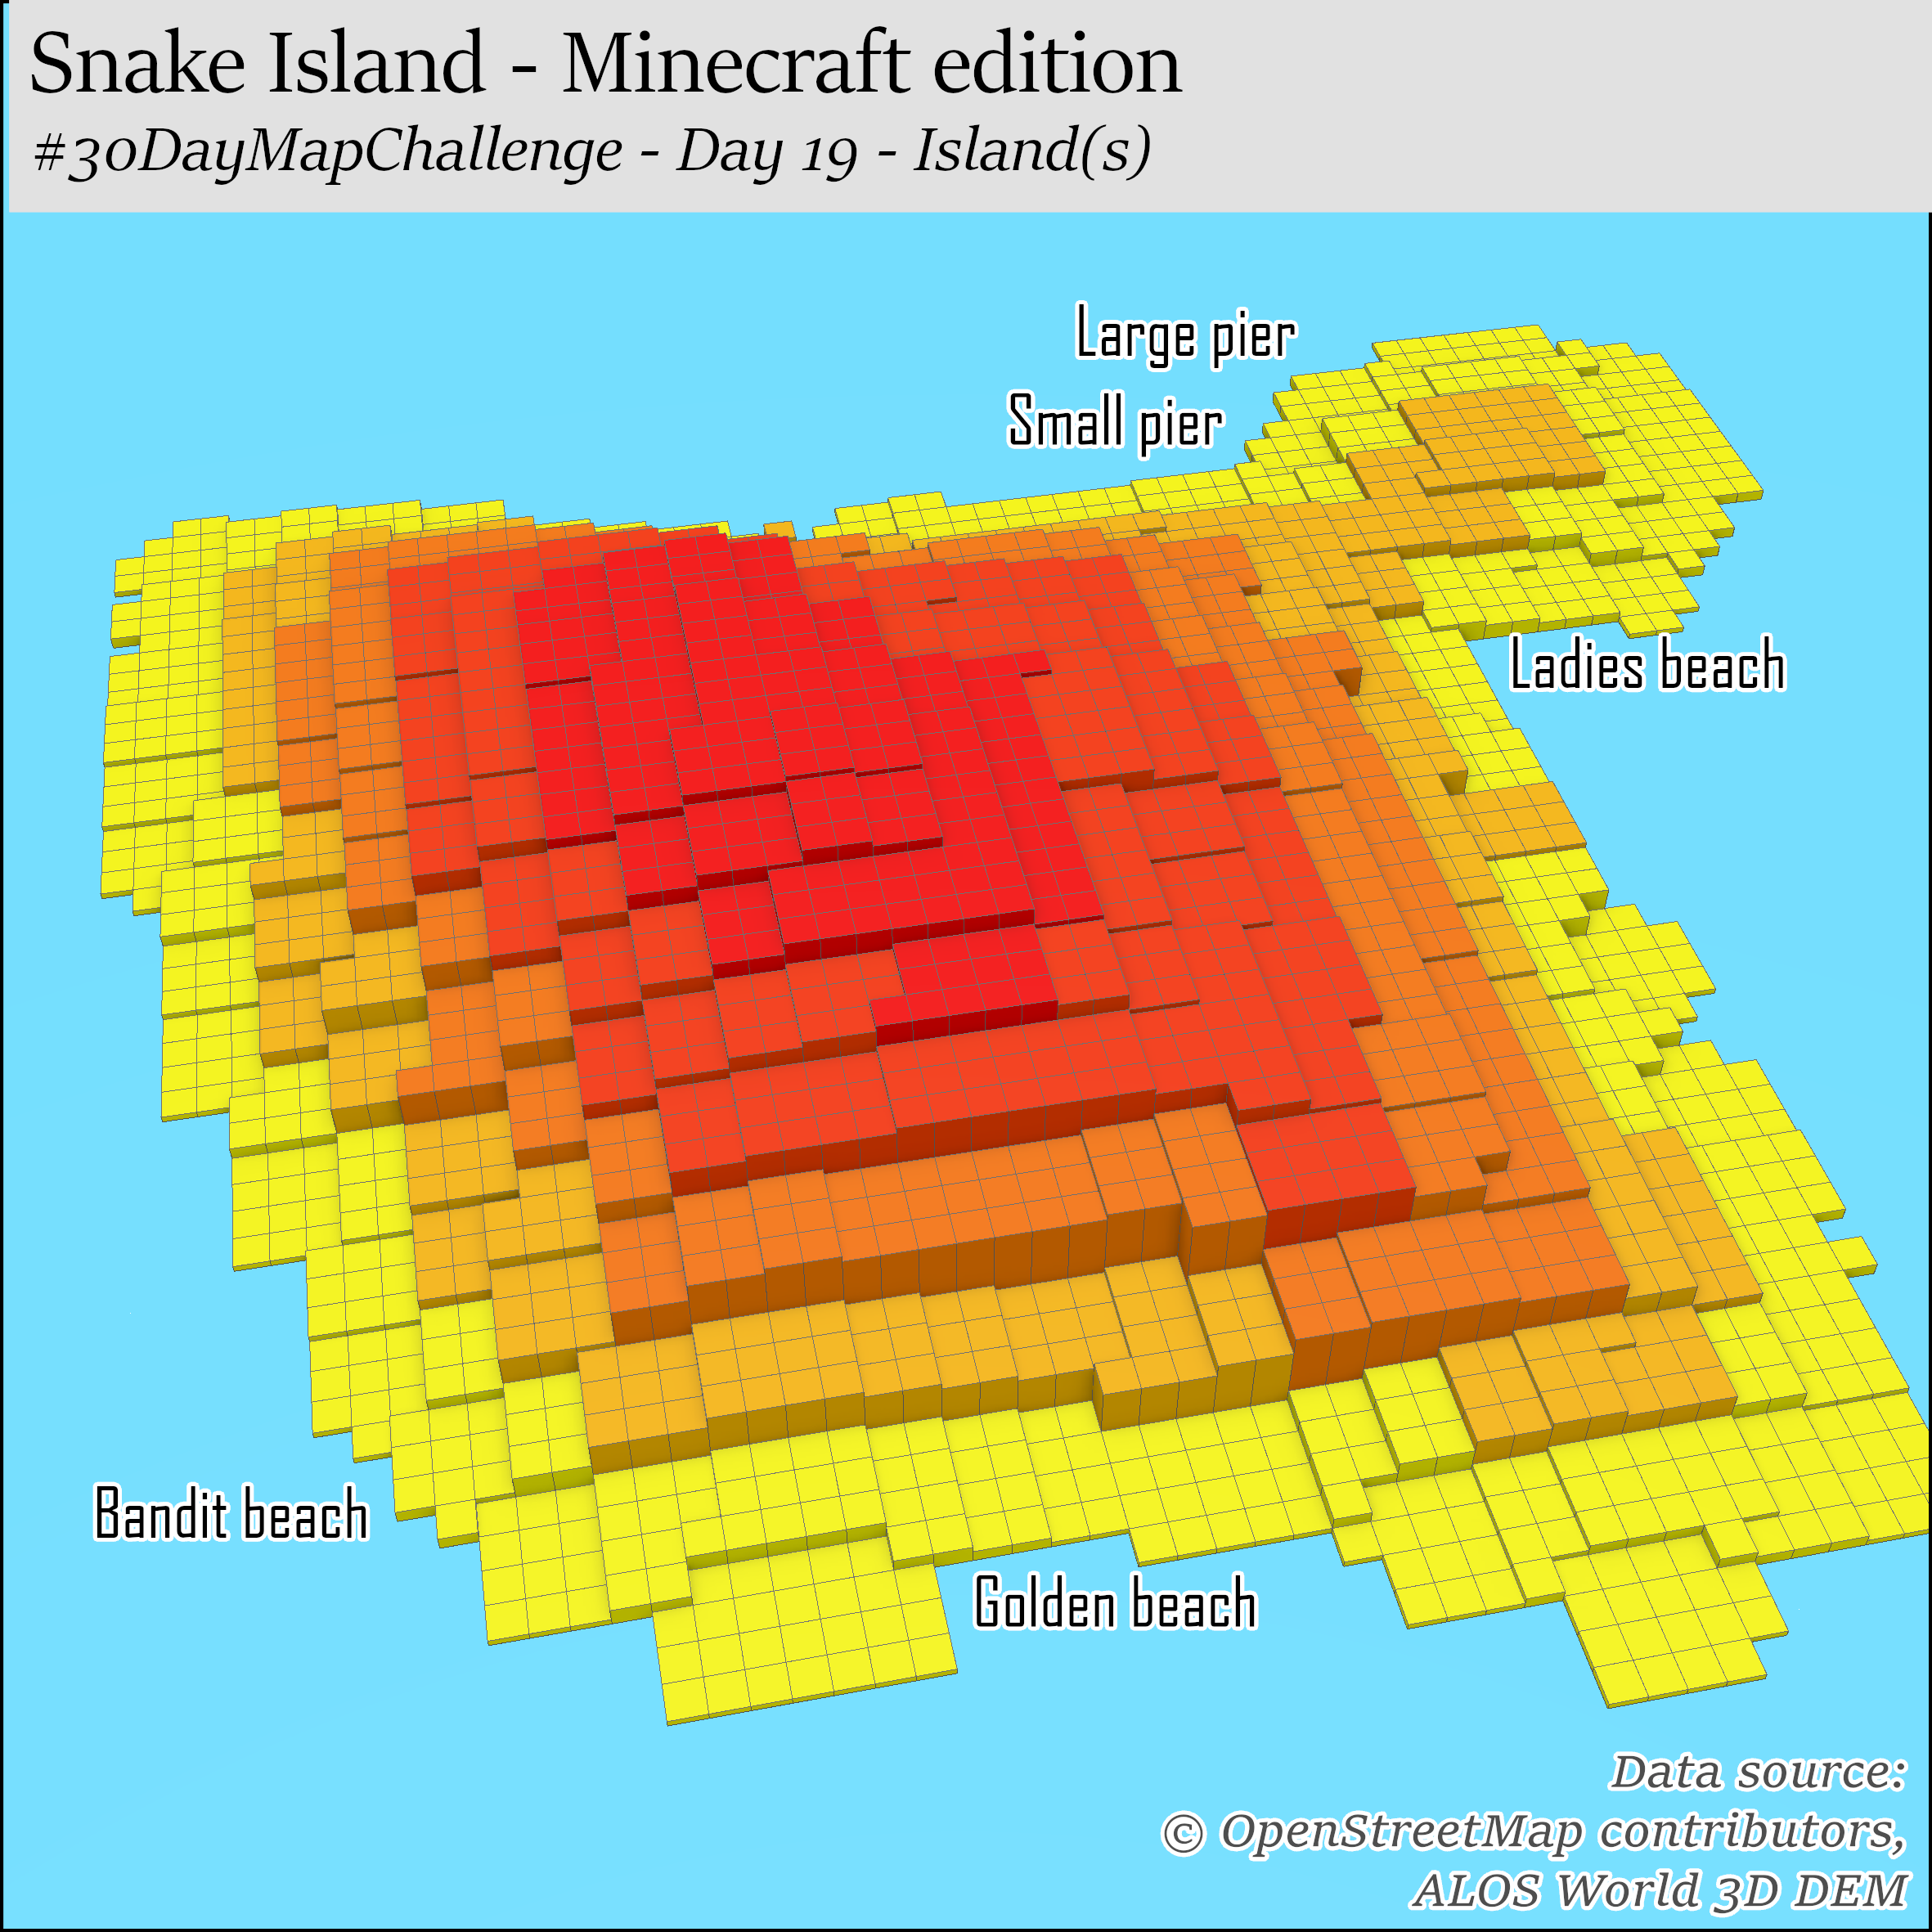 Snake Island - Minecraft edition
#30DayMapChallenge - Day 19 - Island(s)
Large pier
Small pier
Ladies beach
Bandit beach
Golden beach
Data source:
© OpenStreetMap contributors,
ALOS World 3D DEM